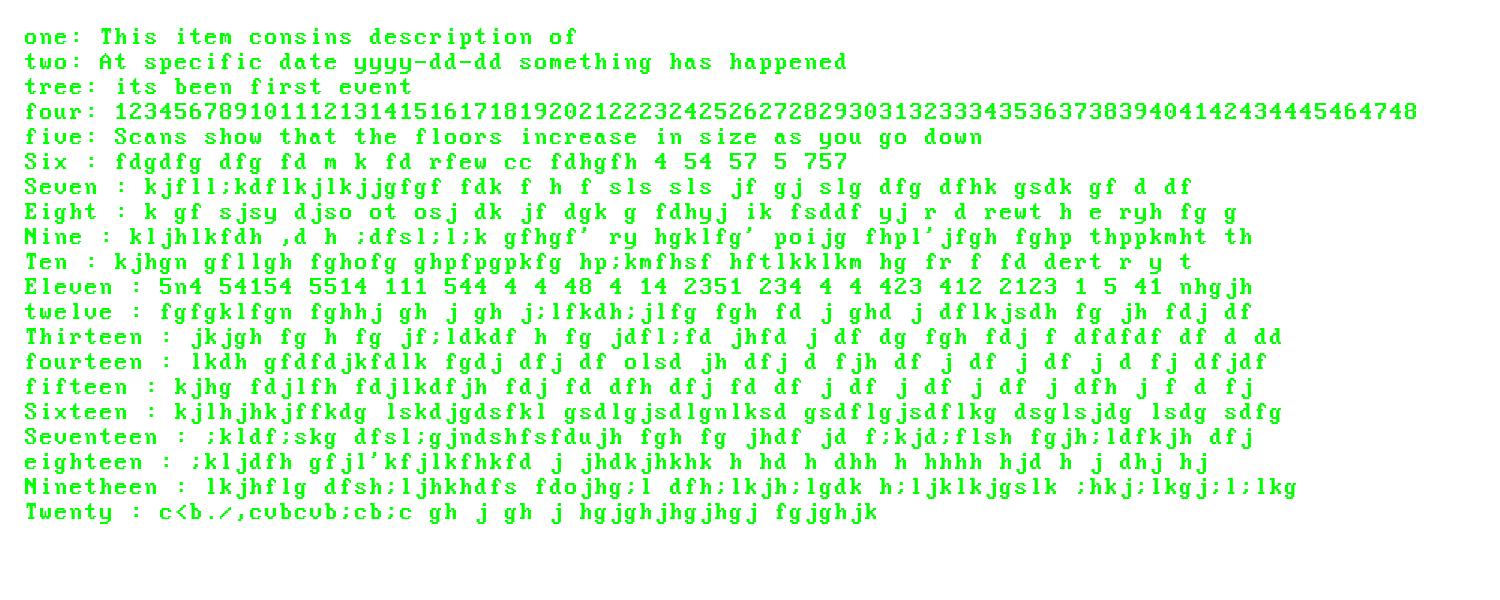 one: This item consins description of
two: At specific date yyyy-dd-dd something has happened
tree: its been first event
four: 123456789101112131415161718192021222324252627282930313233343536373839404142434445464748
five: Scans show that the floors increase in size as you go down
Six : fdgdfg dfg fd m k fd rfew cc fdhgfh 4 54 57 5 757
Seven : kjfll;kdflkjlkjjgfgf fdk f h f sls sls jf gj slg dfg dfhk gsdk gf d df
Eight : k gf sjsy djso ot osj dk jf dgk g fdhyj ik fsddf yj r d rewt h e ryh fg g
Nine : kljhlkfdh ,d h ;dfsl;l;k gfhgf' ry hgklfg' poijg fhpl'jfgh fghp thppkmht th
Ten : kjhgn gfllgh fghofg ghpfpgpkfg hp;kmfhsf hftlkklkm hg fr f fd dert r y t
Eleven : 5n4 54154 5514 111 544 4 4 48 4 14 2351 234 4 4 423 412 2123 1 5 41 nhgjh
twelve : fgfgklfgn fghhj gh j gh j;lfkdh;jlfg fgh fd j ghd j dflkjsdh fg jh fdj df
Thirteen : jkjgh fg h fg jf;ldkdf h fg jdfl;fd jhfd j df dg fgh fdj f dfdfdf df d dd
fourteen : lkdh gfdfdjkfdlk fgdj dfj df olsd jh dfj d fjh df j df j df j d fj dfjdf
fifteen : kjhg fdjlfh fdjlkdfjh fdj fd dfh dfj fd df j df j df j df j dfh j f d fj
Sixteen : kjlhjhkjffkdg lskdjgdsfkl gsdlgjsdlgnlksd gsdflgjsdflkg dsglsjdg lsdg sdfg
Seventeen : ;kldf;skg dfsl;gjndshfsfdujh fgh fg jhdf jd f;kjd;flsh fgjh;ldfkjh dfj
eighteen : ;kljdfh gfjl'kfjlkfhkfd j jhdkjhkhk h hd h dhh h hhhh hjd h j dhj hj
Ninetheen : lkjhflg dfsh;ljhkhdfs fdojhg;l dfh;lkjh;lgdk h;ljklkjgslk ;hkj;lkgj;l;lkg
Twenty : c<b./,cvbcvb;cb;c gh j gh j hgjghjhgjhgj fgjghjk